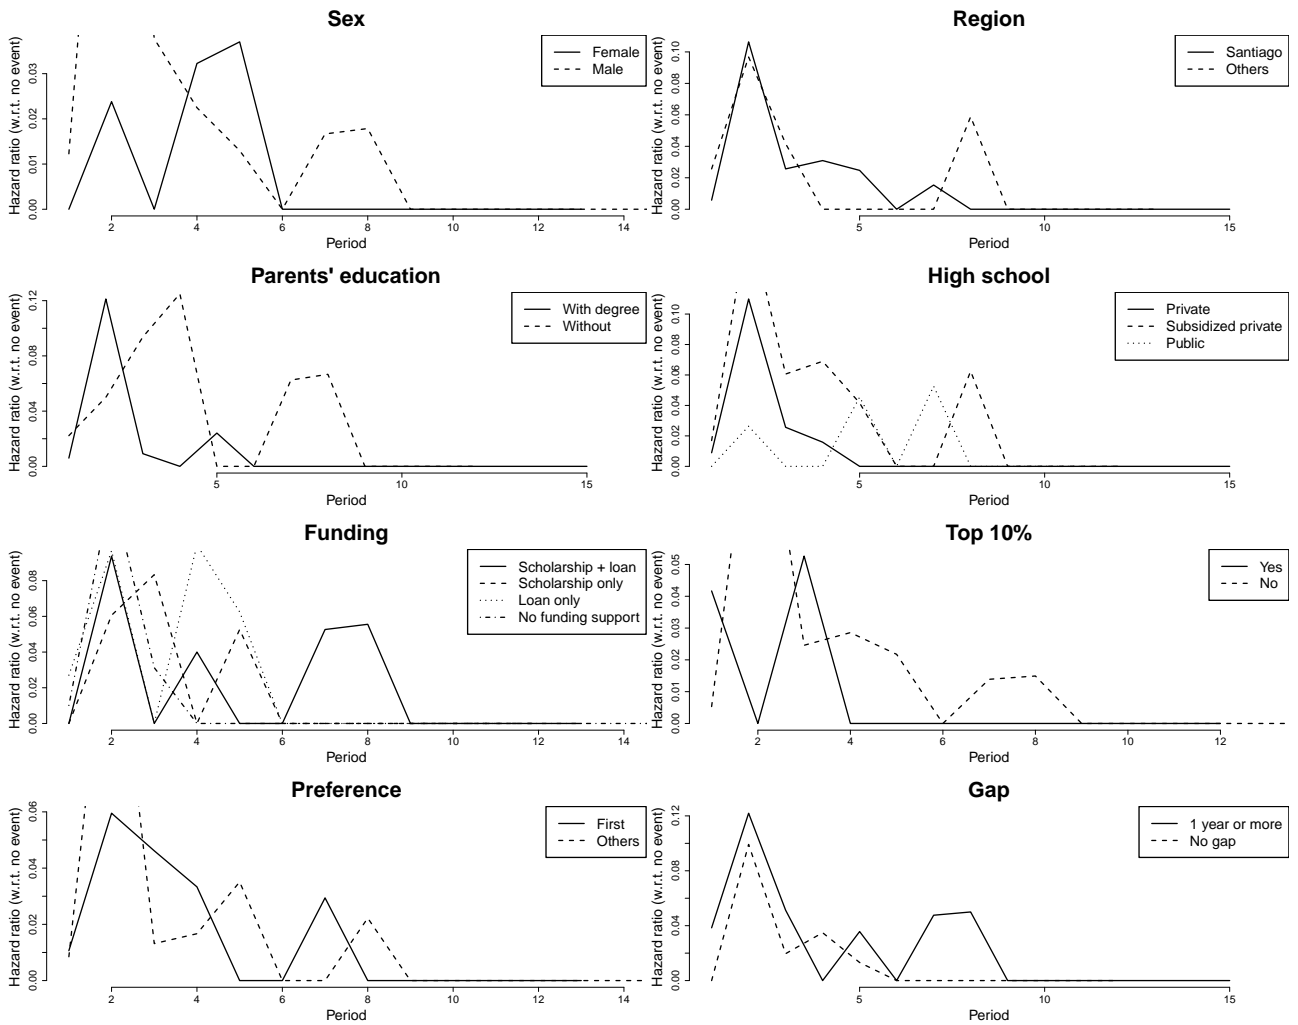 Sex
Hazard ratio (w.r.t. no event)
0.00 0.01 0.02 0.03
Female
Male
2 4 6 8 10 12 14
Period
Region
Hazard ratio (w.r.t. no event)
0.00 0.02 0.04 0.06 0.08 0.10
Santiago
Others
5 10 15
Period
Parents' education
Hazard ratio (w.r.t. no event)
0.00 0.04 0.08 0.12
With degree
Without
5 10 15
Period
High school
Hazard ratio (w.r.t. no event)
0.00 0.02 0.04 0.06 0.08 0.10
Private
Subsidized private
Public
5 10 15
Period
Funding
Hazard ratio (w.r.t. no event)
0.00 0.02 0.04 0.06 0.08
Scholarship + loan
Scholarship only
Loan only
No funding support
2 4 6 8 10 12 14
Period
Top 10%
Hazard ratio (w.r.t. no event)
0.00 0.01 0.02 0.03 0.04 0.05
Yes
No
2 4 6 8 10 12
Period
Preference
Hazard ratio (w.r.t. no event)
0.00 0.02 0.04 0.06
First
Others
2 4 6 8 10 12 14
Period
Gap
Hazard ratio (w.r.t. no event)
0.00 0.04 0.08 0.12
1 year or more
No gap
5 10 15
Period